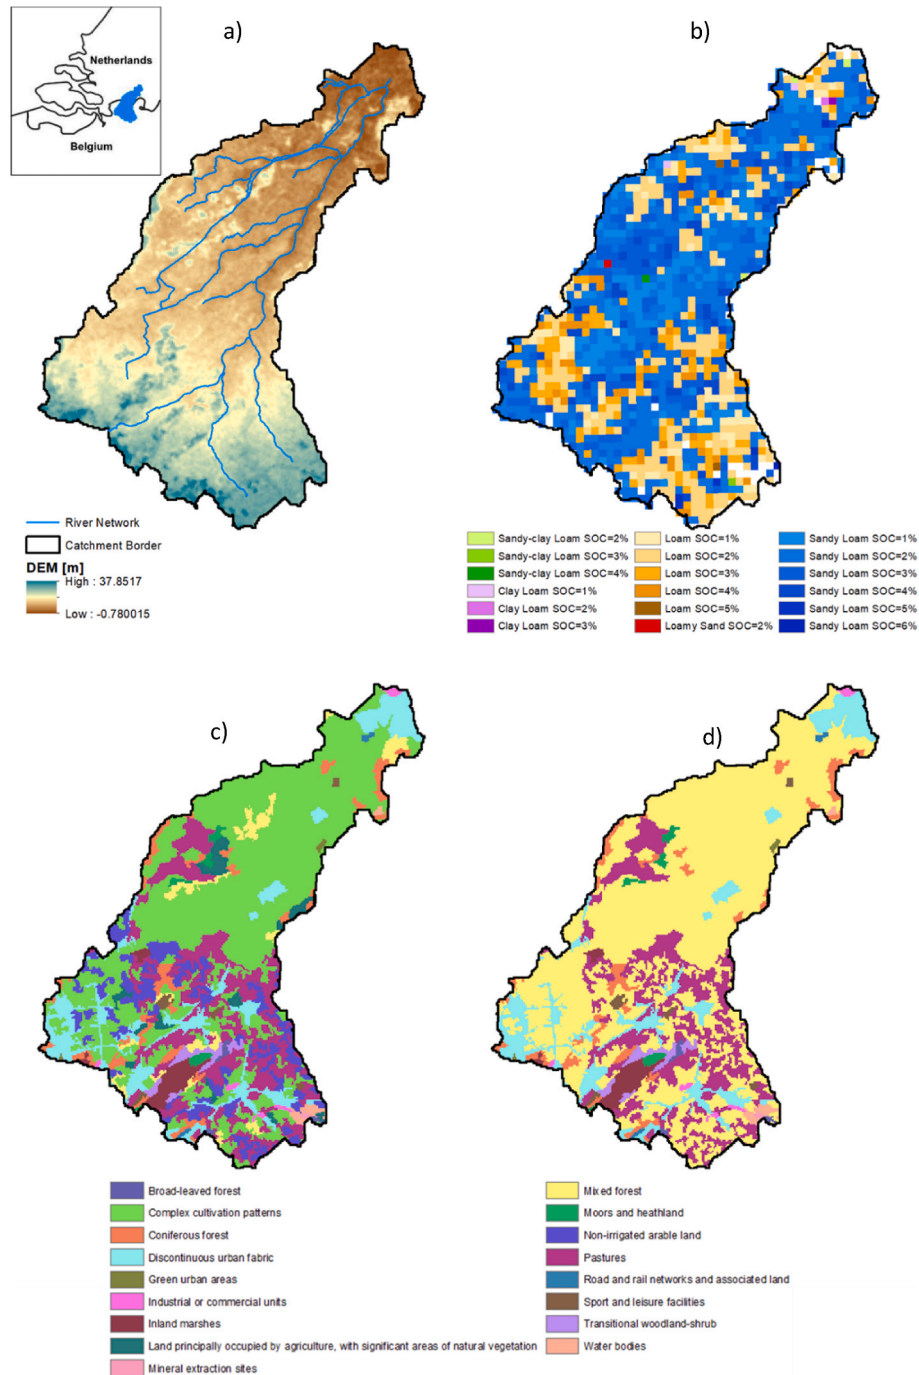 a)
b)
Netherlands
Belgium
River Network
Catchment Border
DEM [m]
High : 37.8517
Low : -0.780015
Sandy-clay Loam SOC=2%
Sandy-clay Loam SOC=3%
Sandy-clay Loam SOC=4%
Clay Loam SOC=1%
Clay Loam SOC=2%
Clay Loam SOC=3%
Loam SOC=1%
Loam SOC=2%
Loam SOC=3%
Loam SOC=4%
Loam SOC=5%
Loamy Sand SOC=2%
Sandy Loam SOC=1%
Sandy Loam SOC=2%
Sandy Loam SOC=3%
Sandy Loam SOC=4%
Sandy Loam SOC=5%
Sandy Loam SOC=6%
c)
d)
Broad-leaved forest
Complex cultivation patterns
Coniferous forest
Discontinuous urban fabric
Green urban areas
Industrial or commercial units
Inland marshes
Land principally occupied by agriculture, with significant areas of natural vegetation
Mineral extraction sites
Mixed forest
Moors and heathland
Non-irrigated arable land
Pastures
Road and rail networks and associated land
Sport and leisure facilities
Transitional woodland-shrub
Water bodies